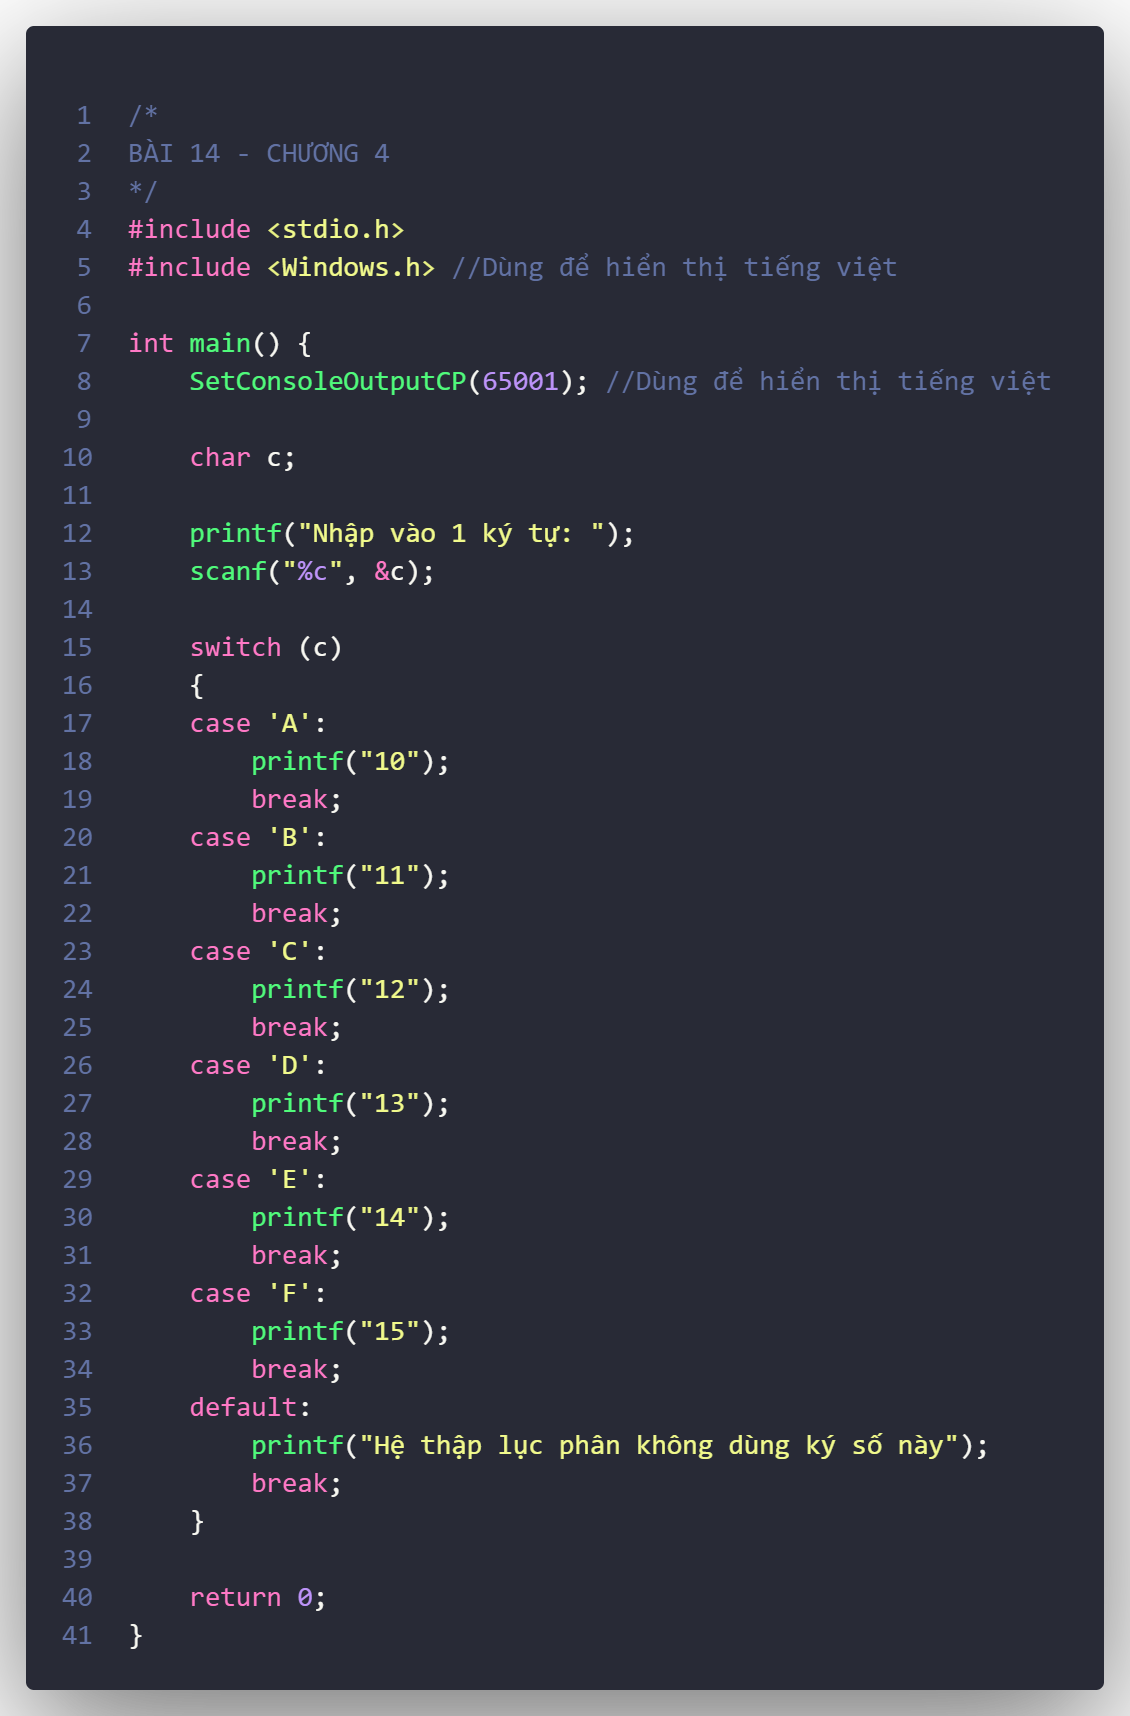 1 /*
2 BÀI 14 - CHƯƠNG 4
3 */
4 #include <stdio.h>
5 #include <Windows.h> //Dùng để hiển thị tiếng việt
6
7 int main() {
8     SetConsoleOutputCP(65001); //Dùng để hiển thị tiếng việt
9
10     char c;
11
12     printf("Nhập vào 1 ký tự: ");
13     scanf("%c", &c);
14
15     switch (c)
16     {
17     case 'A':
18         printf("10");
19         break;
20     case 'B':
21         printf("11");
22         break;
23     case 'C':
24         printf("12");
25         break;
26     case 'D':
27         printf("13");
28         break;
29     case 'E':
30         printf("14");
31         break;
32     case 'F':
33         printf("15");
34         break;
35     default:
36         printf("Hệ thập lục phân không dùng ký số này");
37         break;
38     }
39
40     return 0;
41 }